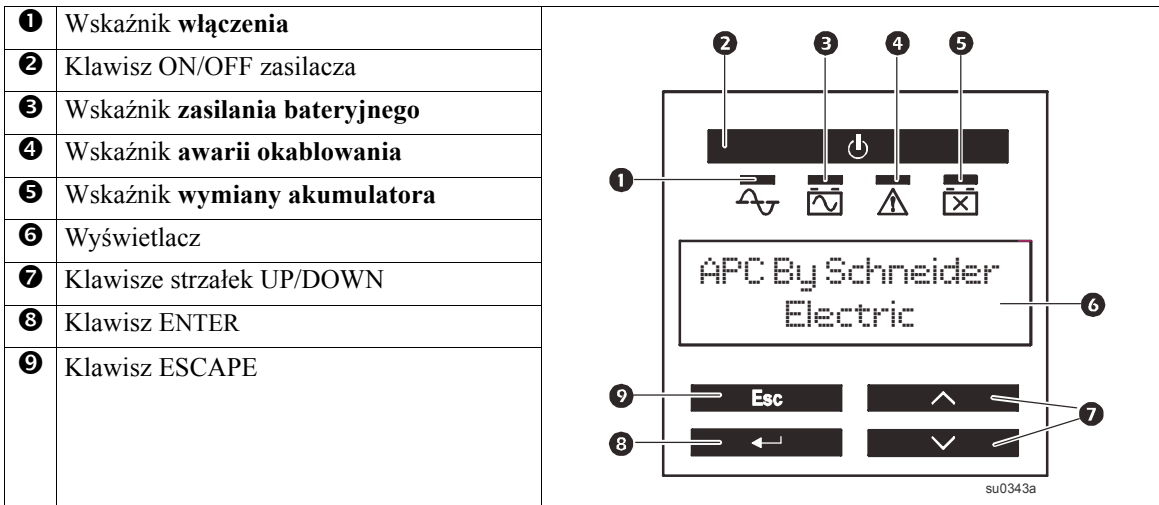 ❶ Wskaźnik włączenia
❷ Klawisz ON/OFF zasilacza
❸ Wskaźnik zasilania bateryjnego
❹ Wskaźnik awarii okablowania
❺ Wskaźnik wymiany akumulatora
❻ Wyświetlacz
❼ Klawisze strzałek UP/DOWN
❽ Klawisz ENTER
❾ Klawisz ESCAPE
❷ ❸ ❹ ❺
❶
APC By Schneider
Electric
❻
❾ Esc
❼
❽
su0343a